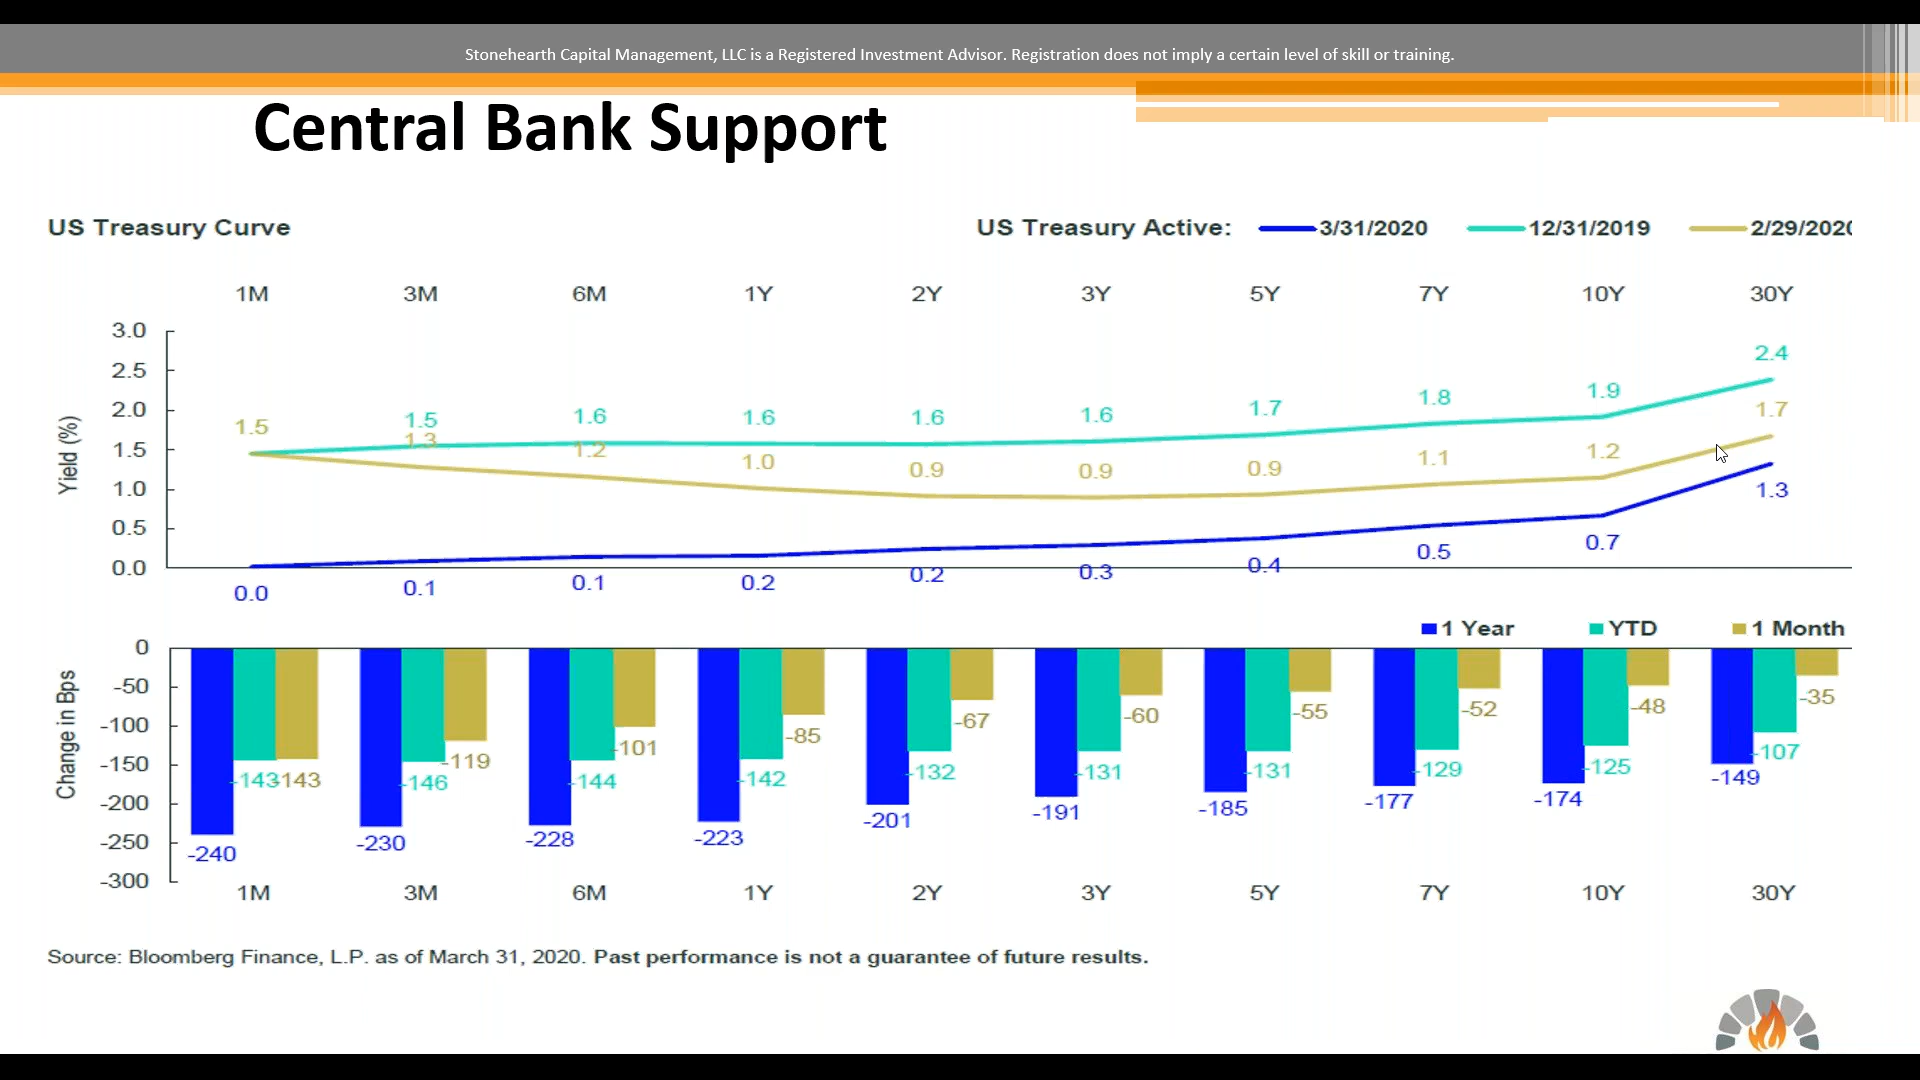 Stonehearth Capital Management, LLC is a Registered Investment Advisor. Registration does not imply a certain level of skill or training.
Central Bank Support
US Treasury Curve
US Treasury Active: 3/31/2020 12/31/2019 2/29/2020
1M 3M 6M 1Y 2Y 3Y 5Y 7Y 10Y 30Y
Yield (%)
3.0
2.5
2.0
1.5
1.0
0.5
0.0
1.5 1.6 1.6 1.6 1.6 1.7 1.8 1.9 2.4
1.5 1.3 1.2 1.0 0.9 0.9 0.9 1.1 1.2 1.7
0.0 0.1 0.1 0.2 0.2 0.3 0.4 0.5 0.7 1.3
1 Year YTD 1 Month
Change in Bps
0
-50
-100
-150
-200
-250
-300
-240 -143 -143
-230 -146 -119
-228 -144 -101
-223 -142 -85
-201 -132 -67
-191 -131 -60
-185 -131 -55
-177 -129 -52
-174 -125 -48
-149 -107 -35
1M 3M 6M 1Y 2Y 3Y 5Y 7Y 10Y 30Y
Source: Bloomberg Finance, L.P. as of March 31, 2020. Past performance is not a guarantee of future results.